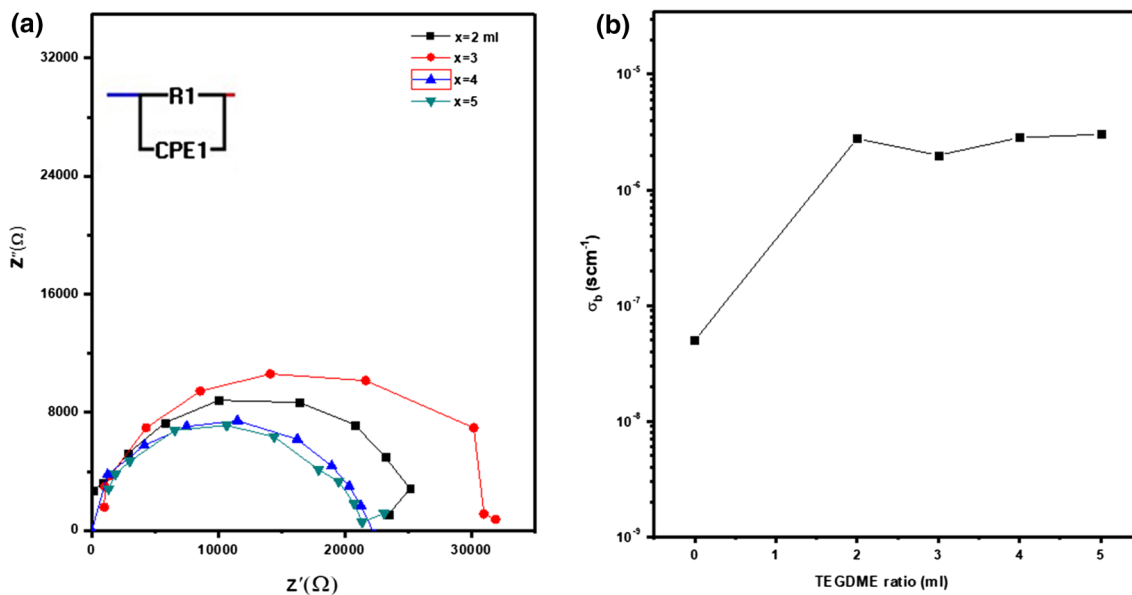 (a)
x=2 ml
x=3
x=4
x=5
R1
CPE1
32000
24000
16000
8000
0
Z''(Ω)
0
10000
20000
30000
Z'(Ω)
(b)
10⁻⁵
10⁻⁶
10⁻⁷
10⁻⁸
10⁻⁹
σb (scm⁻¹)
0
1
2
3
4
5
TEGDME ratio (ml)